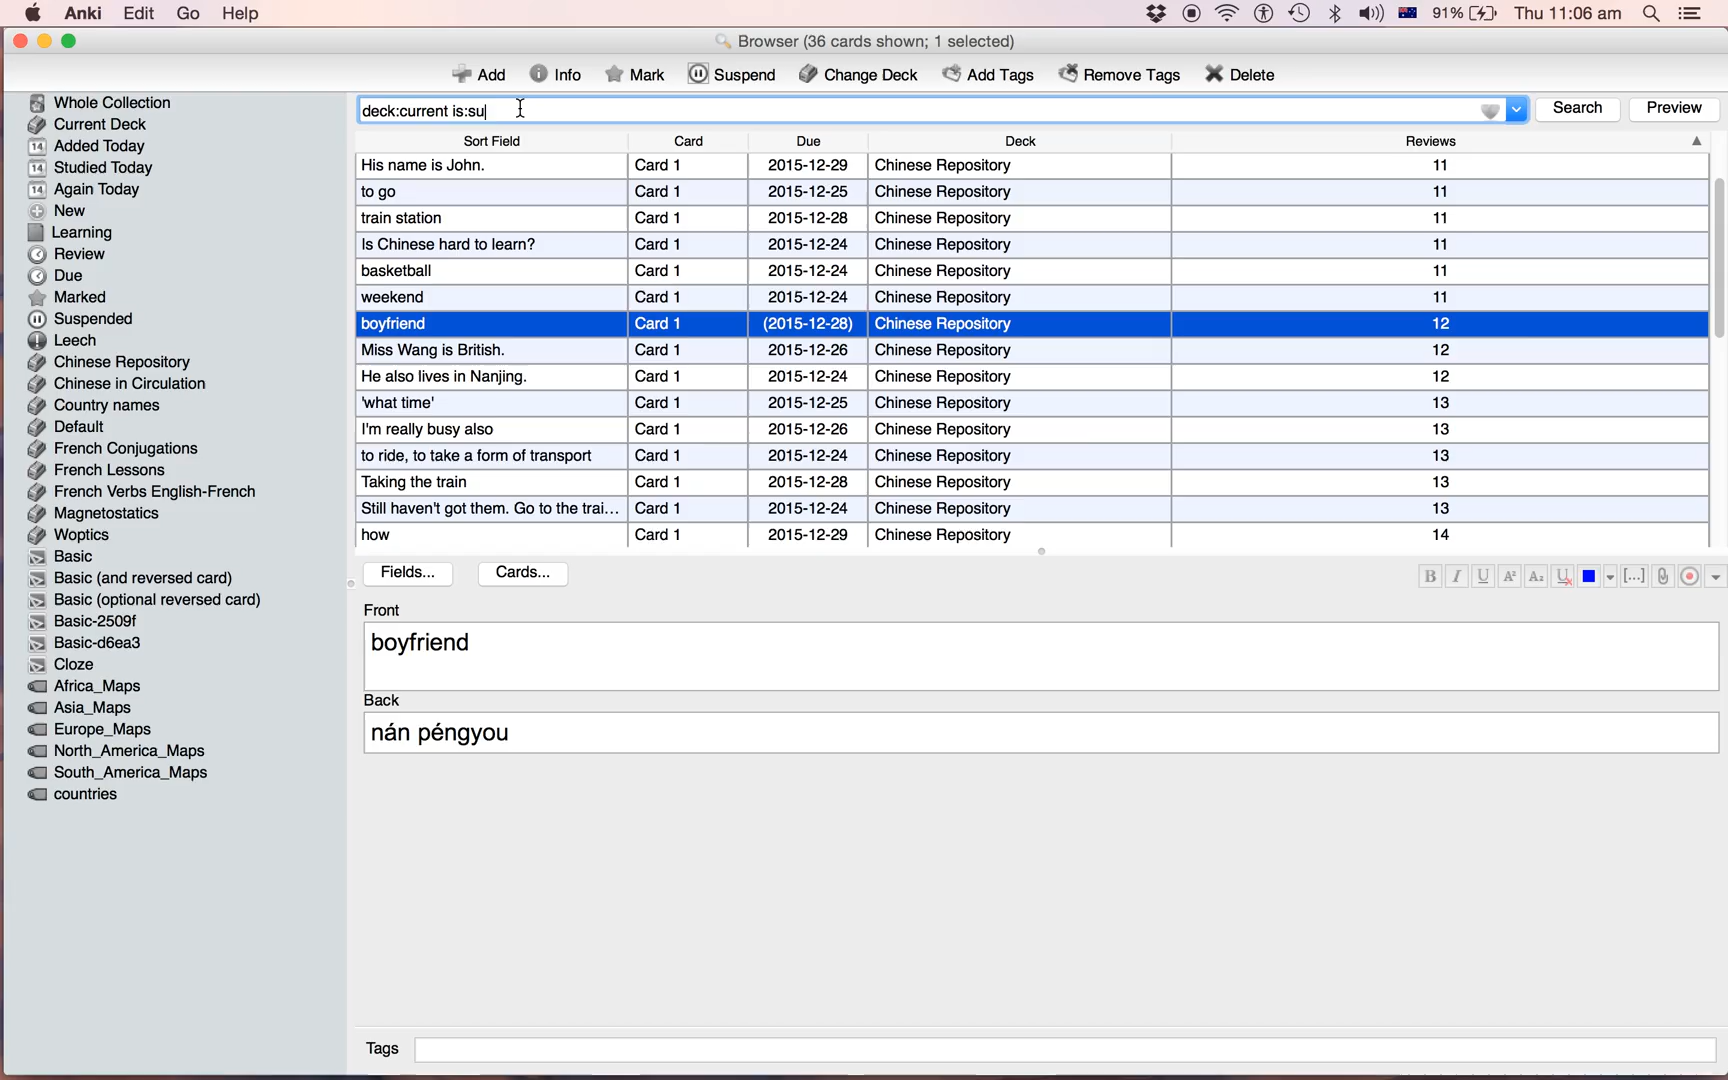 Anki Edit Go Help 91% Thu 11:06 am
Browser (36 cards shown; 1 selected)
Add Info Mark Suspend Change Deck Add Tags Remove Tags Delete
deck:current is:su Search Preview
Whole Collection
Current Deck
14 Added Today
14 Studied Today
14 Again Today
New
Learning
Review
Due
Marked
Suspended
Leech
Chinese Repository
Chinese in Circulation
Country names
Default
French Conjugations
French Lessons
French Verbs English-French
Magnetostatics
Woptics
Basic
Basic (and reversed card)
Basic (optional reversed card)
Basic-2509f
Basic-d6ea3
Cloze
Africa_Maps
Asia_Maps
Europe_Maps
North_America_Maps
South_America_Maps
countries
Sort Field Card Due Deck Reviews
His name is John. Card 1 2015-12-29 Chinese Repository 11
to go Card 1 2015-12-25 Chinese Repository 11
train station Card 1 2015-12-28 Chinese Repository 11
Is Chinese hard to learn? Card 1 2015-12-24 Chinese Repository 11
basketball Card 1 2015-12-24 Chinese Repository 11
weekend Card 1 2015-12-24 Chinese Repository 11
boyfriend Card 1 (2015-12-28) Chinese Repository 12
Miss Wang is British. Card 1 2015-12-26 Chinese Repository 12
He also lives in Nanjing. Card 1 2015-12-24 Chinese Repository 12
'what time' Card 1 2015-12-25 Chinese Repository 13
I'm really busy also Card 1 2015-12-26 Chinese Repository 13
to ride, to take a form of transport Card 1 2015-12-24 Chinese Repository 13
Taking the train Card 1 2015-12-28 Chinese Repository 13
Still haven't got them. Go to the trai... Card 1 2015-12-24 Chinese Repository 13
how Card 1 2015-12-29 Chinese Repository 14
Fields... Cards... B I U A² A₂ U [...]
Front
boyfriend
Back
nán péngyou
Tags